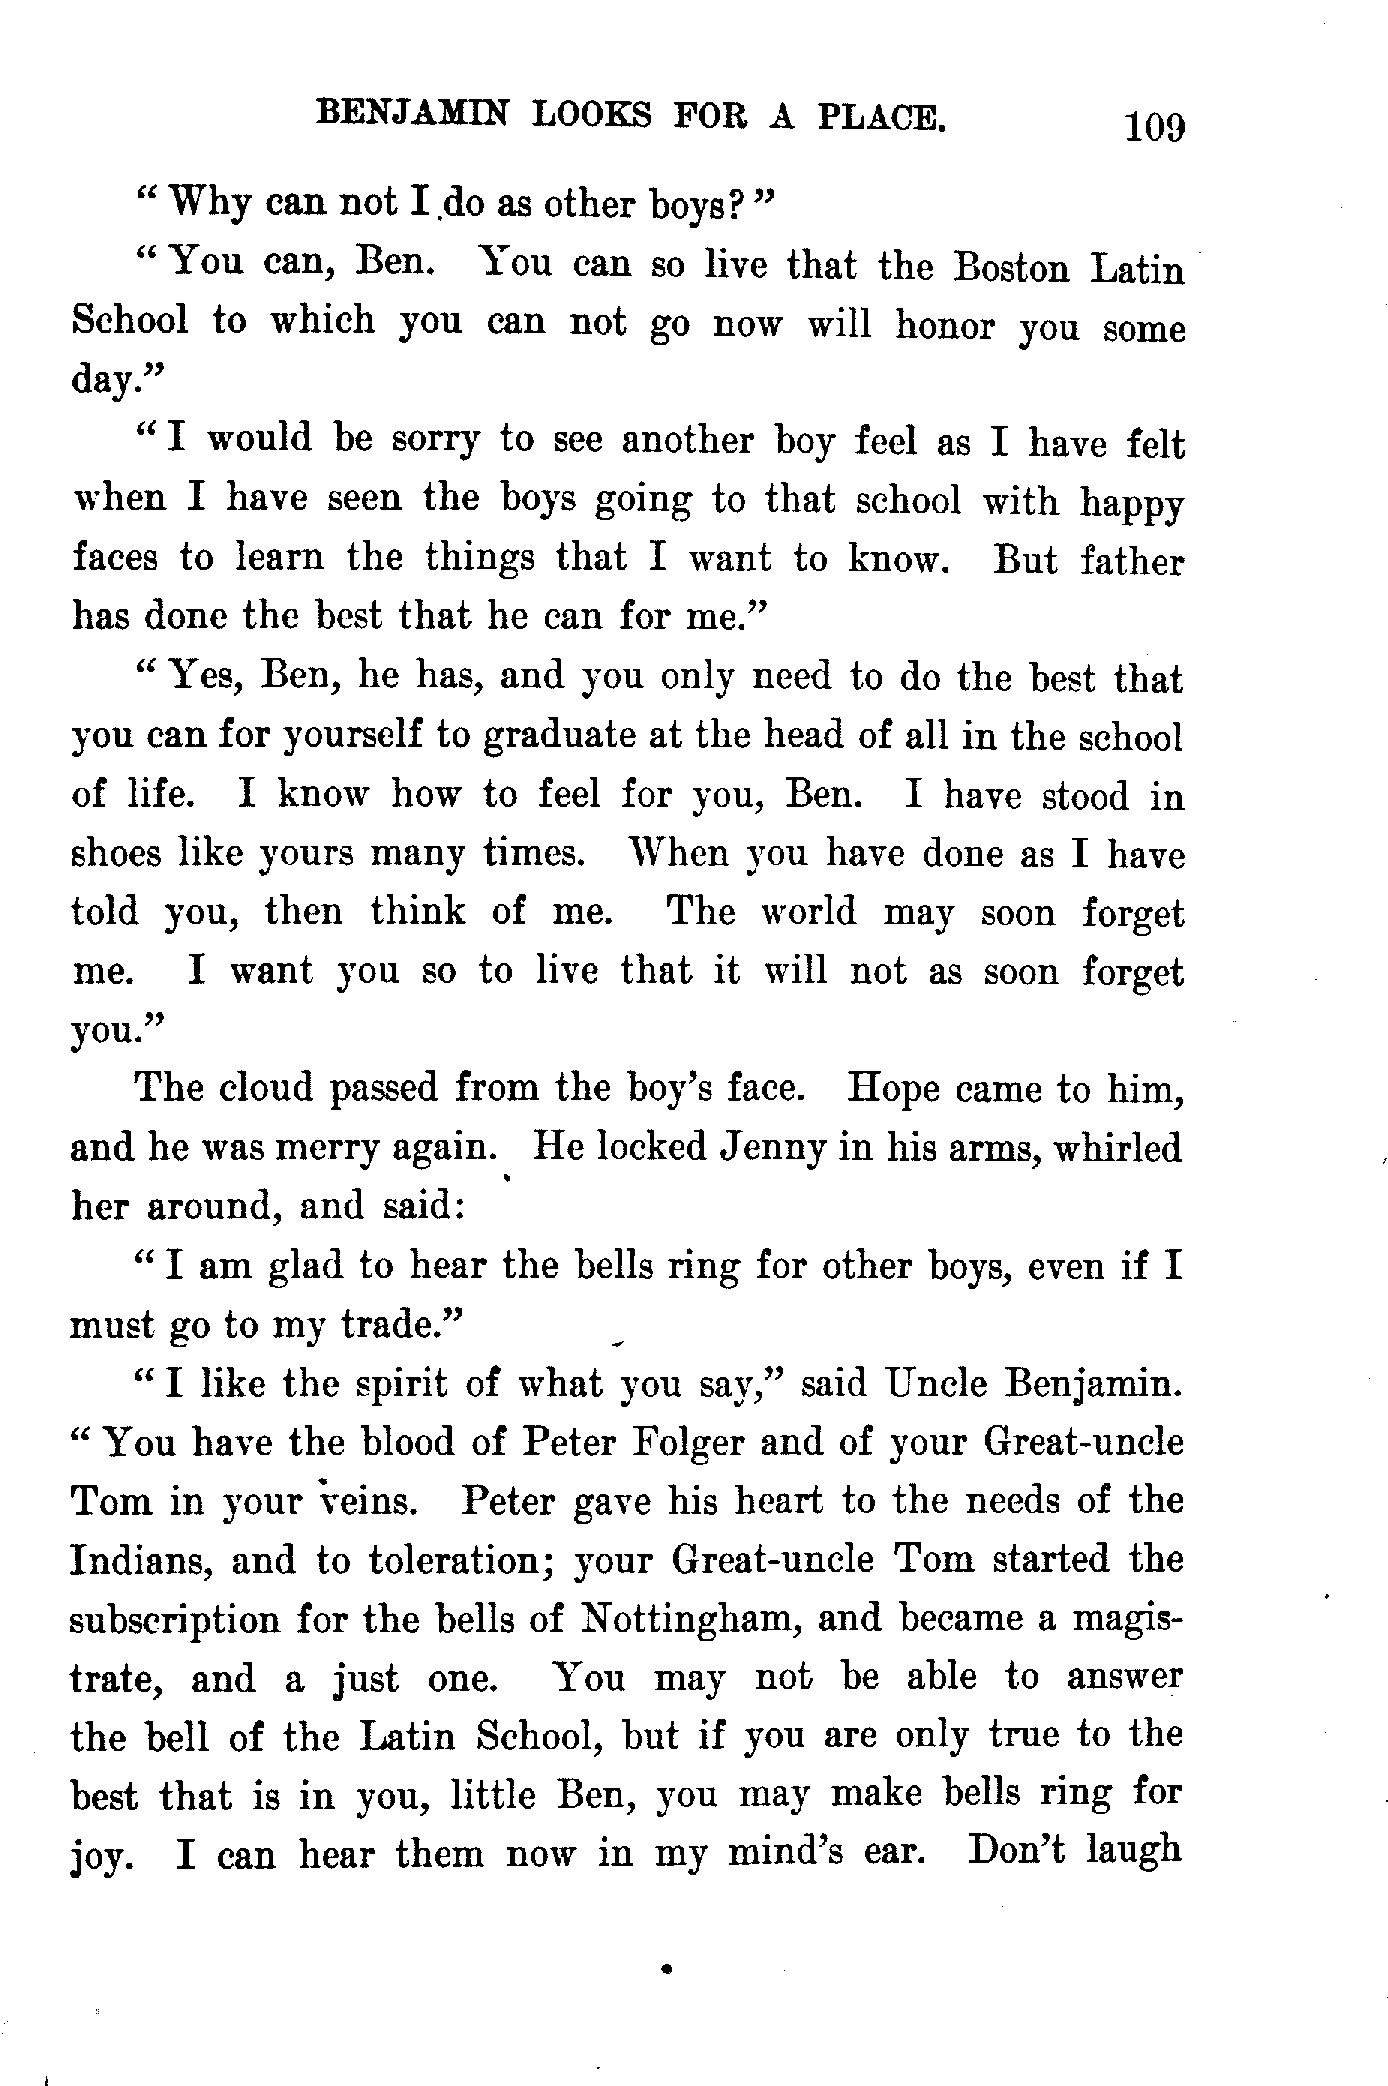 BENJAMIN LOOKS FOR A PLACE. 109
" Why can not I do as other boys? "
" You can, Ben. You can so live that the Boston Latin
School to which you can not go now will honor you some
day."
" I would be sorry to see another boy feel as I have felt
when I have seen the boys going to that school with happy
faces to learn the things that I want to know. But father
has done the best that he can for me."
" Yes, Ben, he has, and you only need to do the best that
you can for yourself to graduate at the head of all in the school
of life. I know how to feel for you, Ben. I have stood in
shoes like yours many times. When you have done as I have
told you, then think of me. The world may soon forget
me. I want you so to live that it will not as soon forget
you."
The cloud passed from the boy's face. Hope came to him,
and he was merry again. He locked Jenny in his arms, whirled
her around, and said:
" I am glad to hear the bells ring for other boys, even if I
must go to my trade."
" I like the spirit of what you say," said Uncle Benjamin.
" You have the blood of Peter Folger and of your Great-uncle
Tom in your veins. Peter gave his heart to the needs of the
Indians, and to toleration; your Great-uncle Tom started the
subscription for the bells of Nottingham, and became a magis-
trate, and a just one. You may not be able to answer
the bell of the Latin School, but if you are only true to the
best that is in you, little Ben, you may make bells ring for
joy. I can hear them now in my mind's ear. Don't laugh